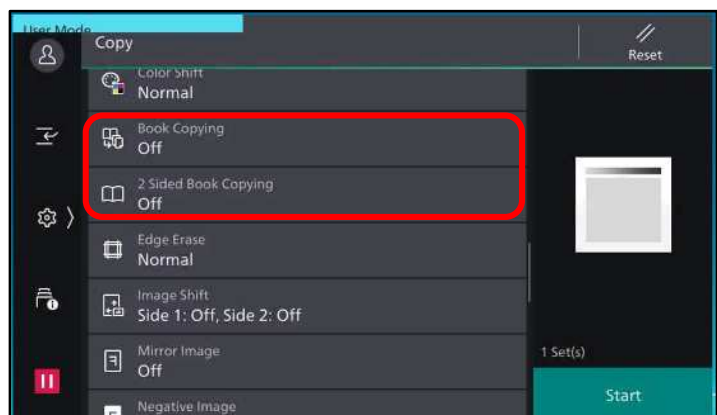 User Mode
Copy
Reset
Color Shift
Normal
Book Copying
Off
2 Sided Book Copying
Off
Edge Erase
Normal
Image Shift
Side 1: Off, Side 2: Off
Mirror Image
Off
1 Set(s)
Negative Image
Start